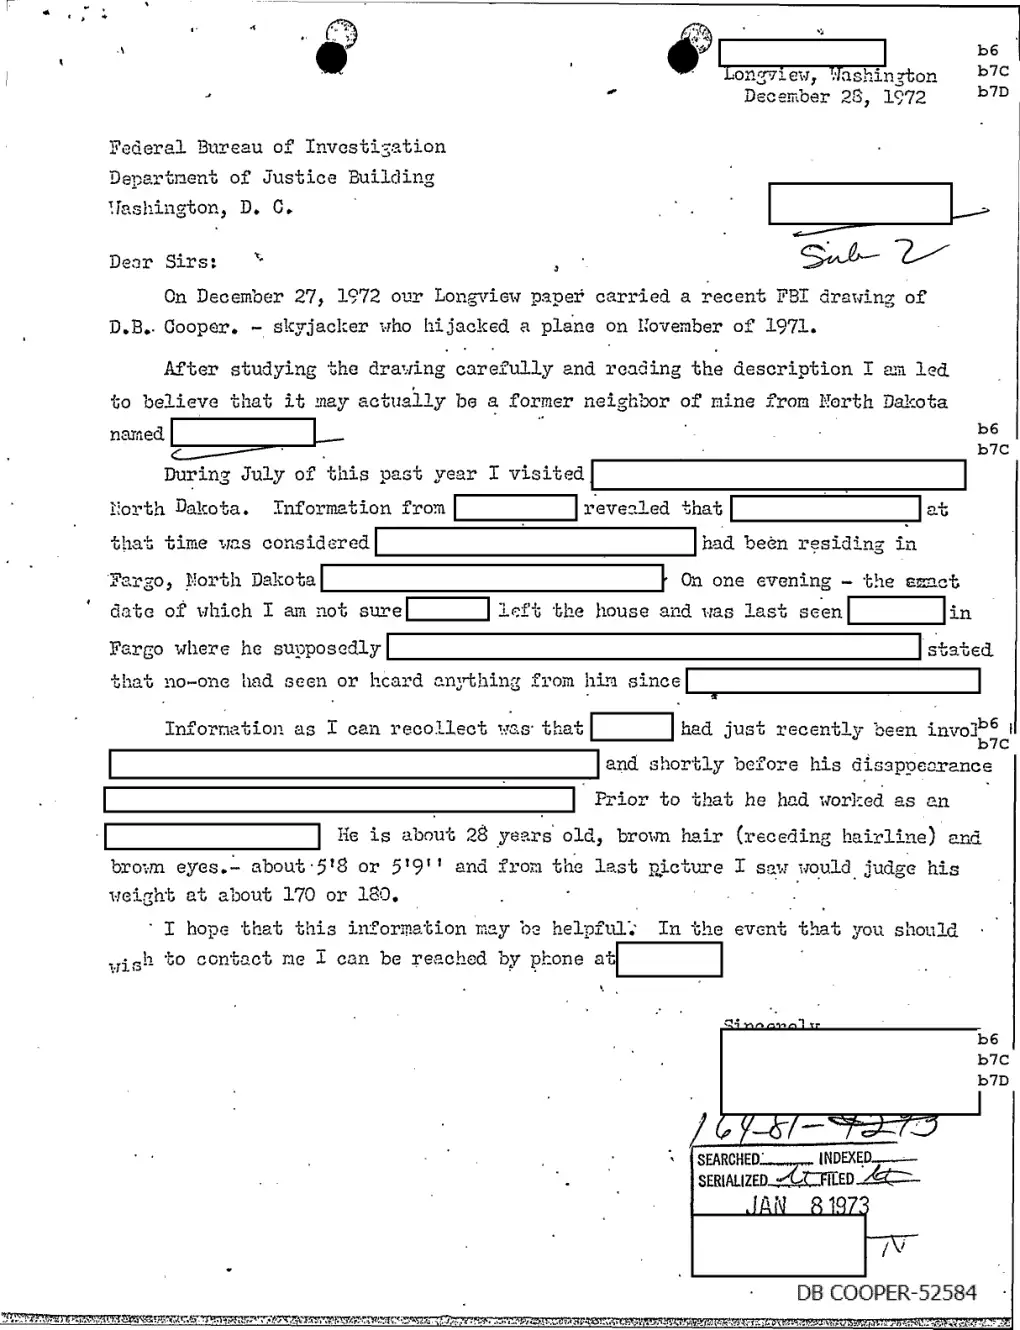 b6
b7C
b7D
Longview, Washington
December 28, 1972
Federal Bureau of Investigation
Department of Justice Building
Washington, D. C.
Sub 2
Dear Sirs:
On December 27, 1972 our Longview paper carried a recent FBI drawing of
D.B. Cooper. - skyjacker who hijacked a plane on November of 1971.
After studying the drawing carefully and reading the description I am led
to believe that it may actually be a former neighbor of mine from North Dakota
named
b6
b7C
During July of this past year I visited
North Dakota. Information from revealed that at
that time was considered had been residing in
Fargo, North Dakota On one evening - the exact
date of which I am not sure left the house and was last seen in
Fargo where he supposedly stated
that no-one had seen or heard anything from him since
Information as I can recollect was that had just recently been invol
b6
b7C
and shortly before his disappearance
Prior to that he had worked as an
He is about 28 years old, brown hair (receding hairline) and
brown eyes.- about 5'8 or 5'9'' and from the last picture I saw would judge his
weight at about 170 or 180.
I hope that this information may be helpful. In the event that you should
wish to contact me I can be reached by phone at
Sincerely
b6
b7C
b7D
164-81-
SEARCHED INDEXED
SERIALIZED FILED
JAN 8 1973
DB COOPER-52584